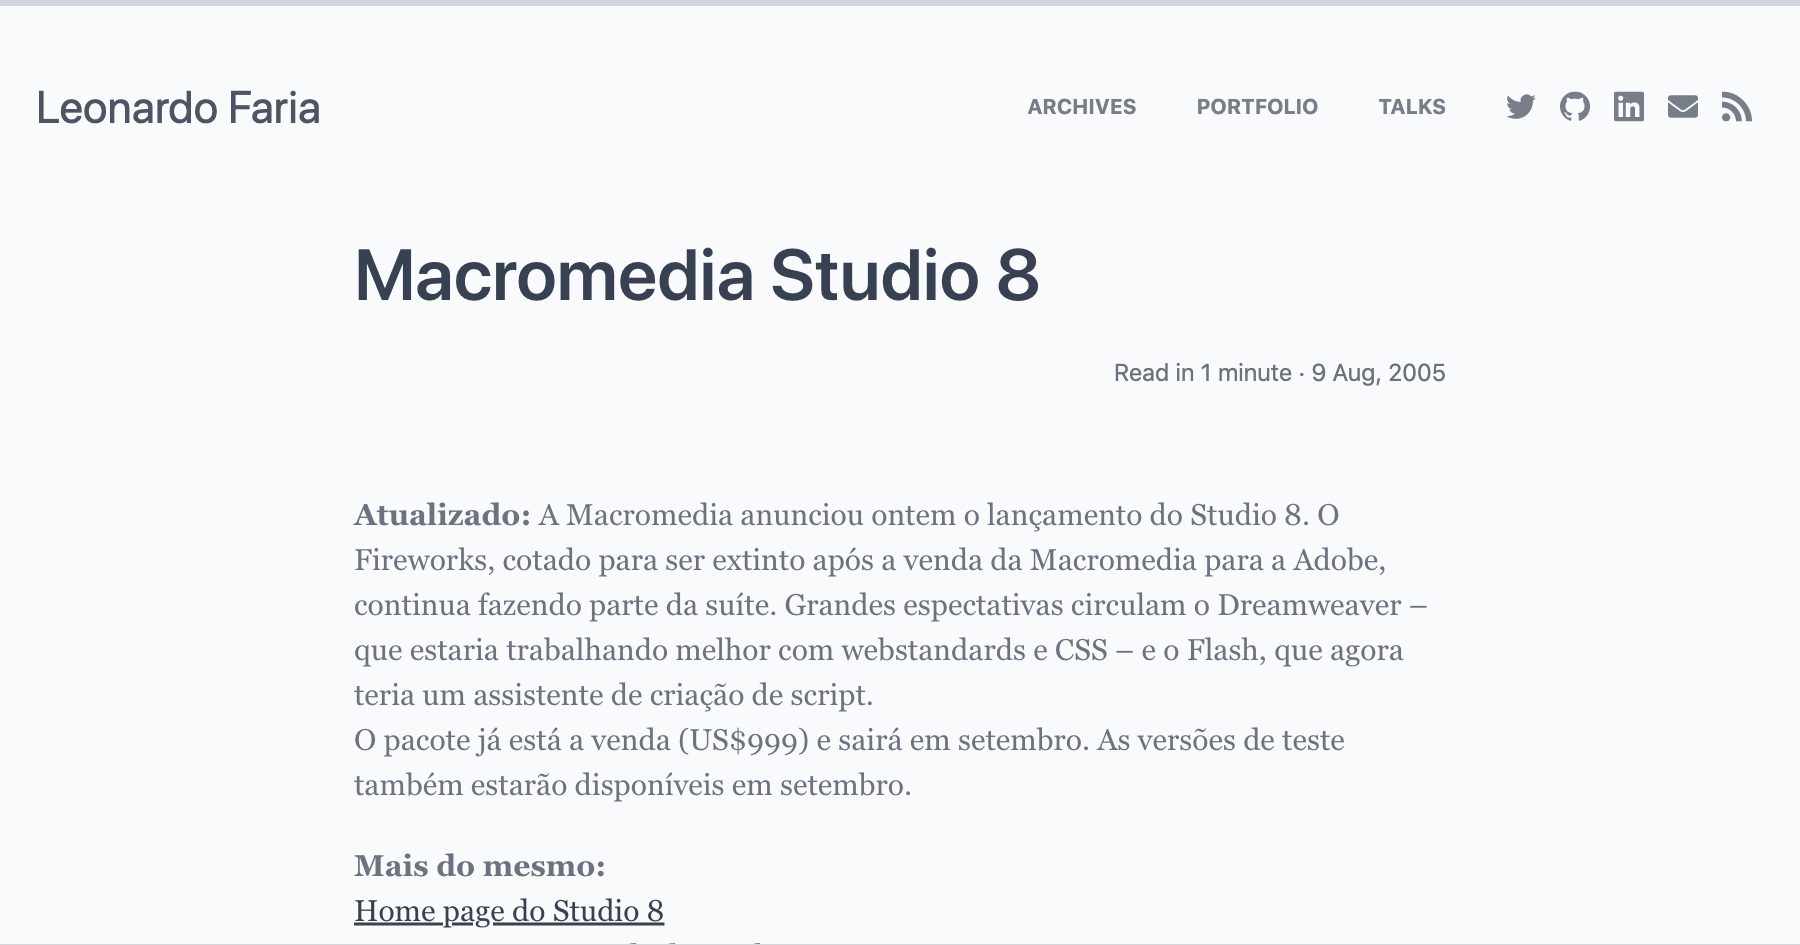 Leonardo Faria
ARCHIVES PORTFOLIO TALKS
Macromedia Studio 8
Read in 1 minute · 9 Aug, 2005
Atualizado: A Macromedia anunciou ontem o lançamento do Studio 8. O
Fireworks, cotado para ser extinto após a venda da Macromedia para a Adobe,
continua fazendo parte da suíte. Grandes espectativas circulam o Dreamweaver –
que estaria trabalhando melhor com webstandards e CSS – e o Flash, que agora
teria um assistente de criação de script.
O pacote já está a venda (US$999) e sairá em setembro. As versões de teste
também estarão disponíveis em setembro.
Mais do mesmo:
Home page do Studio 8